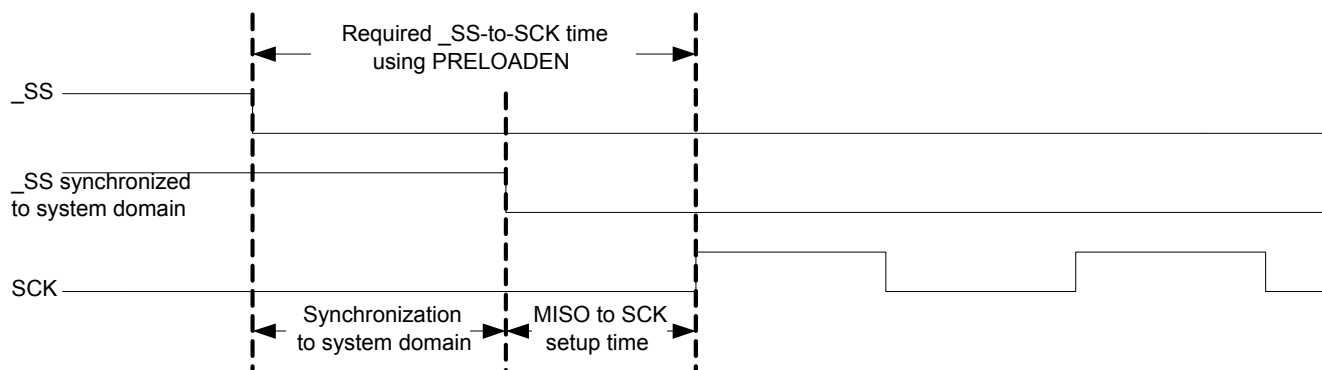 Required _SS-to-SCK time
using PRELOADEN
_SS
_SS synchronized
to system domain
SCK
Synchronization
to system domain
MISO to SCK
setup time